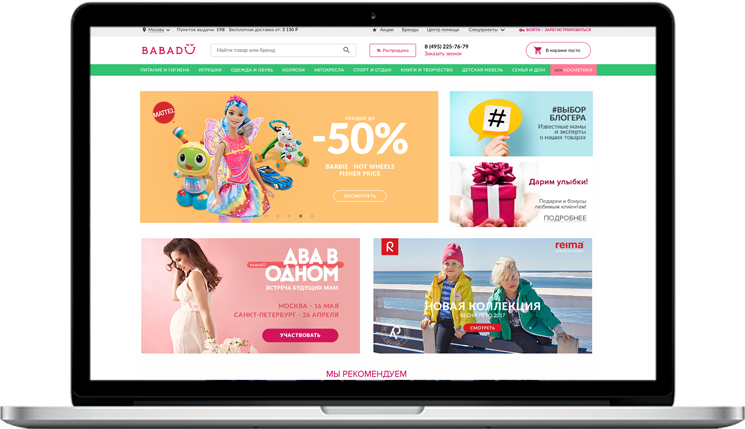 Москва Пунктов выдачи: 198 Бесплатная доставка от: 3 150 ₽ Акции Бренды Центр помощи Спецпроекты ВОЙТИ / ЗАРЕГИСТРИРОВАТЬСЯ
BABADU
Найти товар или бренд
% Распродажа
8 (495) 225-76-79
Заказать звонок
В корзине пусто
ПИТАНИЕ И ГИГИЕНА ИГРУШКИ ОДЕЖДА И ОБУВЬ КОЛЯСКИ АВТОКРЕСЛА СПОРТ И ОТДЫХ КНИГИ И ТВОРЧЕСТВО ДЕТСКАЯ МЕБЕЛЬ СЕМЬЯ И ДОМ КОСМЕТИКА
MATTEL
СКИДКИ ДО
-50%
BARBIE HOT WHEELS
FISHER PRICE
ПОСМОТРЕТЬ
#
#ВЫБОР
БЛОГЕРА
Известные мамы
и эксперты
о наших товарах
Дарим улыбки!
Подарки и бонусы
любимым клиентам!
ПОДРОБНЕЕ
BABADU
ДВА В
ОДНОМ
ВСТРЕЧА БУДУЩИХ МАМ
МОСКВА - 16 МАЯ
САНКТ-ПЕТЕРБУРГ - 26 АПРЕЛЯ
УЧАСТВОВАТЬ
R
reima
НОВАЯ КОЛЛЕКЦИЯ
ВЕСНА-ЛЕТО 2017
СМОТРЕТЬ
R
МЫ РЕКОМЕНДУЕМ